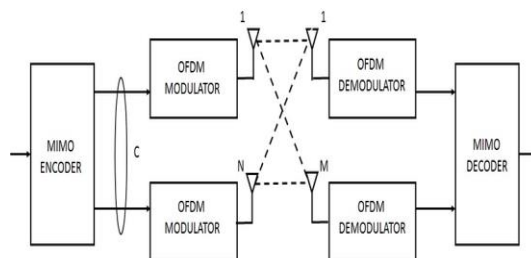 1
1
OFDM
MODULATOR
OFDM
DEMODULATOR
MIMO
ENCODER
C
MIMO
DECODER
N
M
OFDM
MODULATOR
OFDM
DEMODULATOR